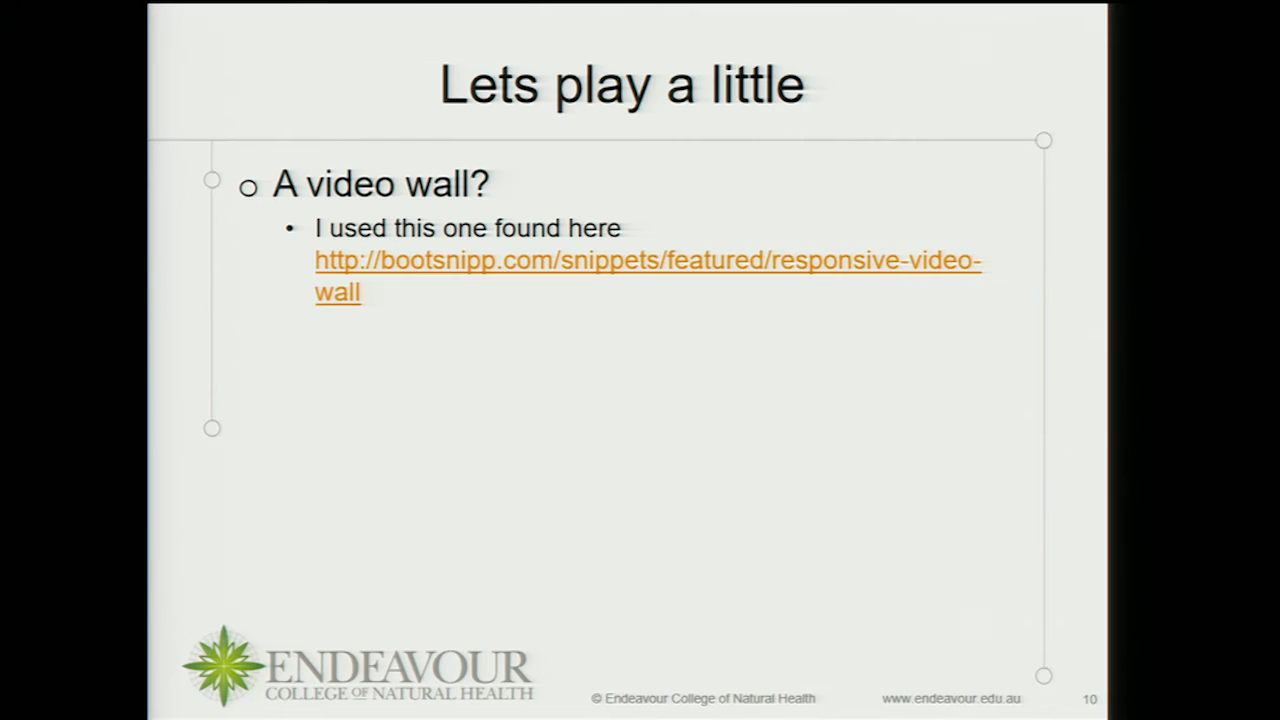 Lets play a little
A video wall?
I used this one found here
http://bootsnipp.com/snippets/featured/responsive-video-
wall
ENDEAVOUR
COLLEGE OF NATURAL HEALTH
© Endeavour College of Natural Health
www.endeavour.edu.au
10